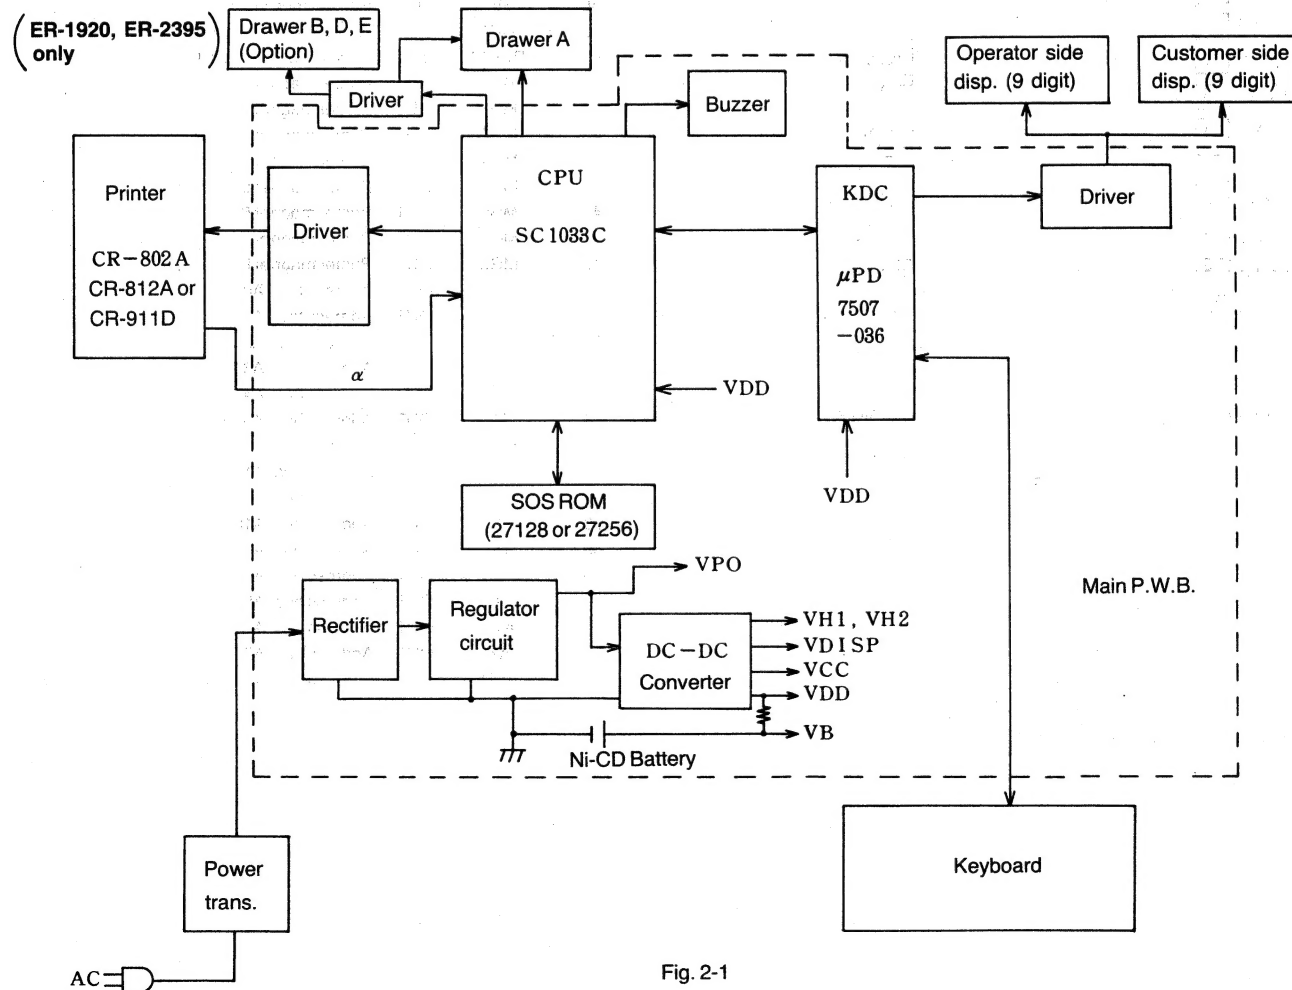 ER-1920, ER-2395
only
Drawer B, D, E
(Option)
Drawer A
Driver
Buzzer
Operator side
disp. (9 digit)
Customer side
disp. (9 digit)
Printer
CR-802A
CR-812A or
CR-911D
Driver
CPU
SC1033C
KDC
μPD
7507
-036
Driver
α
VDD
VDD
SOS ROM
(27128 or 27256)
VPO
Main P.W.B.
Rectifier
Regulator
circuit
DC-DC
Converter
VH1, VH2
VDISP
VCC
VDD
VB
Ni-CD Battery
Power
trans.
Keyboard
AC
Fig. 2-1